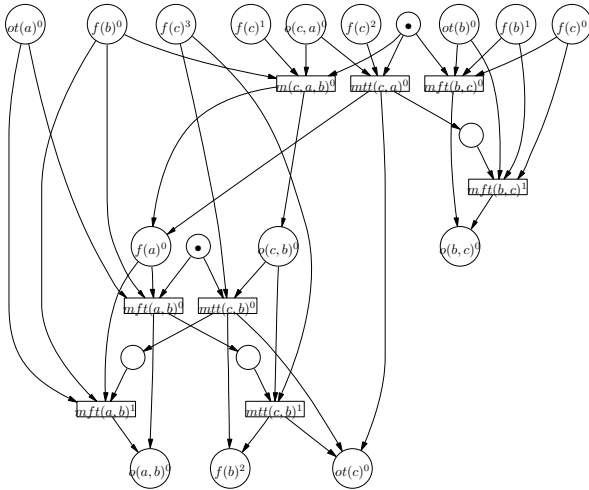 ot(a)⁰ f(b)⁰ f(c)³ f(c)¹ o(c,a)⁰ f(c)² ot(b)⁰ f(b)¹ f(c)⁰
m(c,a,b)⁰ mtt(c,a)⁰ mft(b,c)⁰
mft(b,c)¹
f(a)⁰ o(c,b)⁰ o(b,c)⁰
mft(a,b)⁰ mtt(c,b)⁰
mft(a,b)¹ mtt(c,b)¹
o(a,b)⁰ f(b)² ot(c)⁰